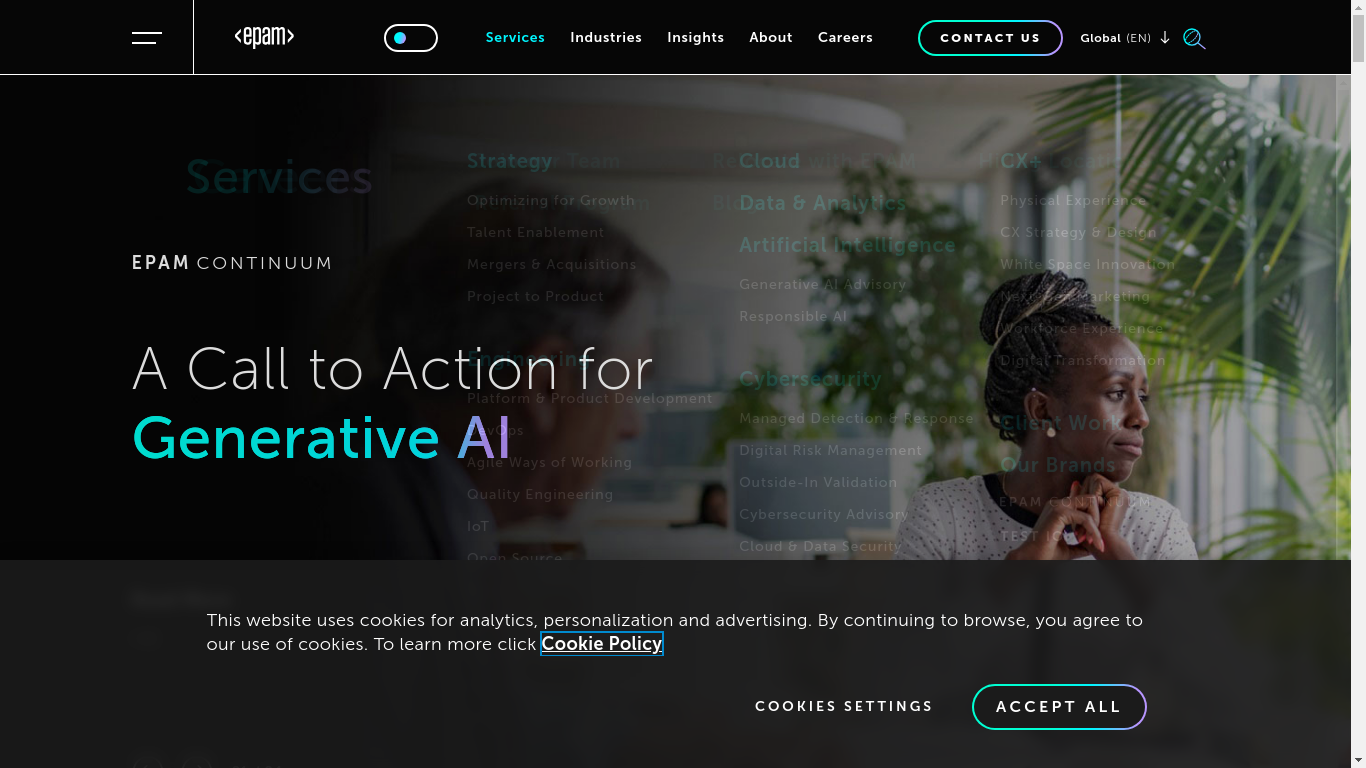 <epam>
Services
Industries
Insights
About
Careers
CONTACT US
Global (EN)
Services
EPAM CONTINUUM
A Call to Action for
Generative AI
Strategy
Optimizing for Growth
Talent Enablement
Mergers & Acquisitions
Project to Product
Engineering
Platform & Product Development
DevOps
Agile Ways of Working
Quality Engineering
IoT
Open Source
Cloud
Data & Analytics
Artificial Intelligence
Generative AI Advisory
Responsible AI
Cybersecurity
Managed Detection & Response
Digital Risk Management
Outside-In Validation
Cybersecurity Advisory
Cloud & Data Security
CX+
Physical Experience
CX Strategy & Design
White Space Innovation
Next-Gen Marketing
Workforce Experience
Digital Transformation
Client Work
Our Brands
EPAM CONTINUUM
TEST IO
This website uses cookies for analytics, personalization and advertising. By continuing to browse, you agree to
our use of cookies. To learn more click Cookie Policy
COOKIES SETTINGS
ACCEPT ALL